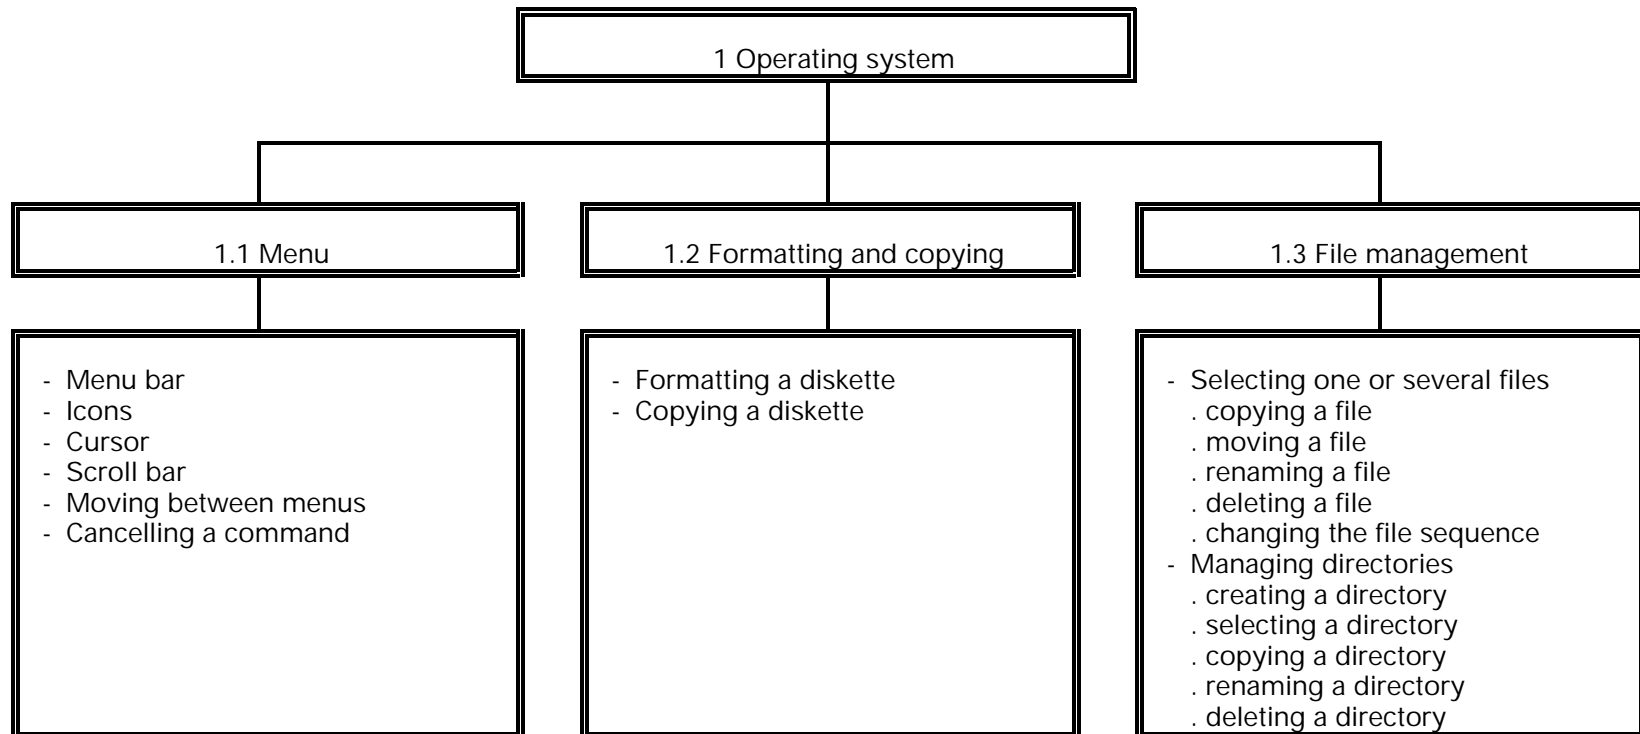 1 Operating system
1.1 Menu
1.2 Formatting and copying
1.3 File management
- Menu bar
- Icons
- Cursor
- Scroll bar
- Moving between menus
- Cancelling a command
- Formatting a diskette
- Copying a diskette
- Selecting one or several files
. copying a file
. moving a file
. renaming a file
. deleting a file
. changing the file sequence
- Managing directories
. creating a directory
. selecting a directory
. copying a directory
. renaming a directory
. deleting a directory